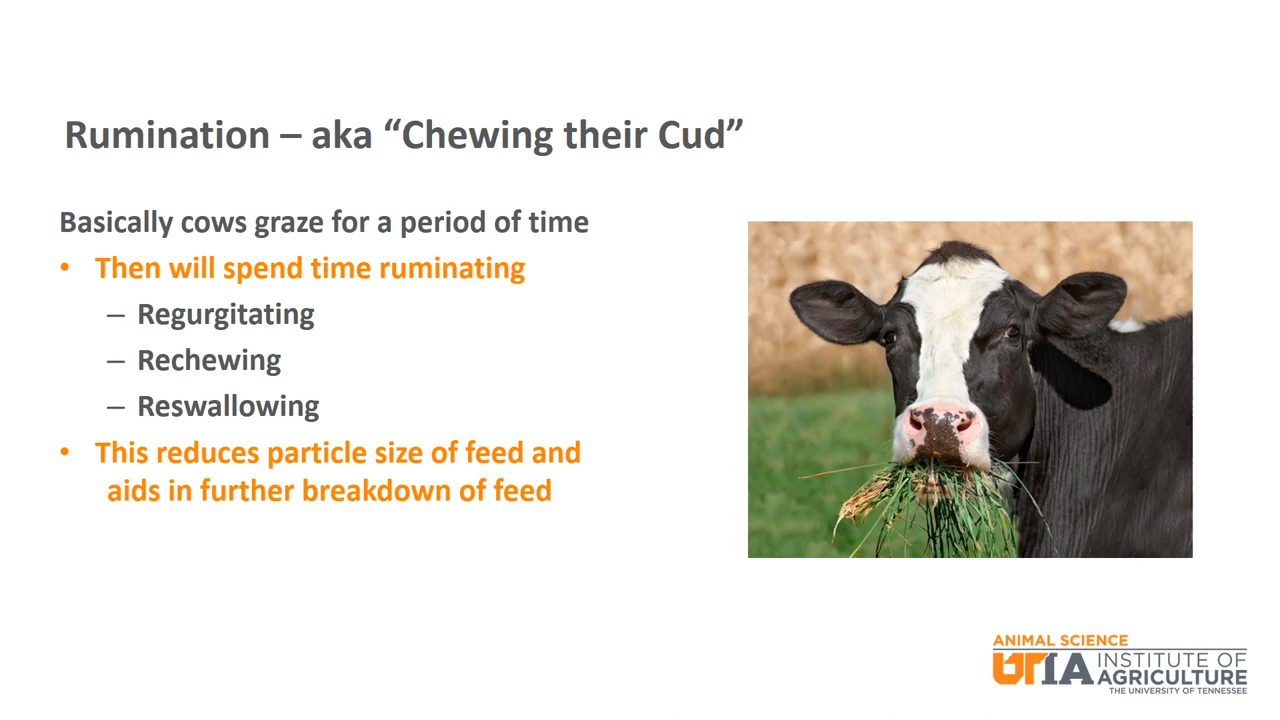 Rumination – aka “Chewing their Cud”
Basically cows graze for a period of time
• Then will spend time ruminating
– Regurgitating
– Rechewing
– Reswallowing
• This reduces particle size of feed and
aids in further breakdown of feed
ANIMAL SCIENCE
UTIA INSTITUTE OF
AGRICULTURE
THE UNIVERSITY OF TENNESSEE